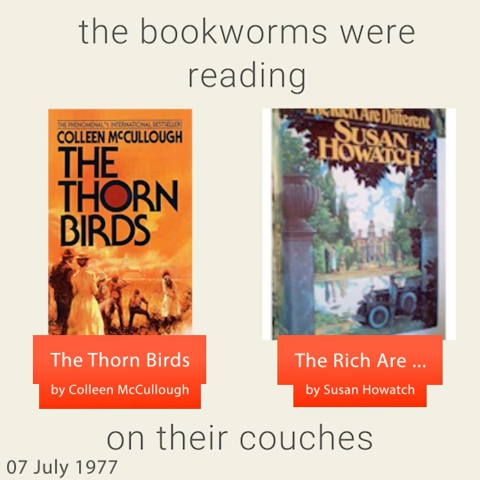 the bookworms were
reading
THE PHENOMENAL #1 INTERNATIONAL BESTSELLER!
COLLEEN McCULLOUGH
THE
THORN
BIRDS
The Rich Are Different
SUSAN
HOWATCH
The Thorn Birds
by Colleen McCullough
The Rich Are ...
by Susan Howatch
on their couches
07 July 1977